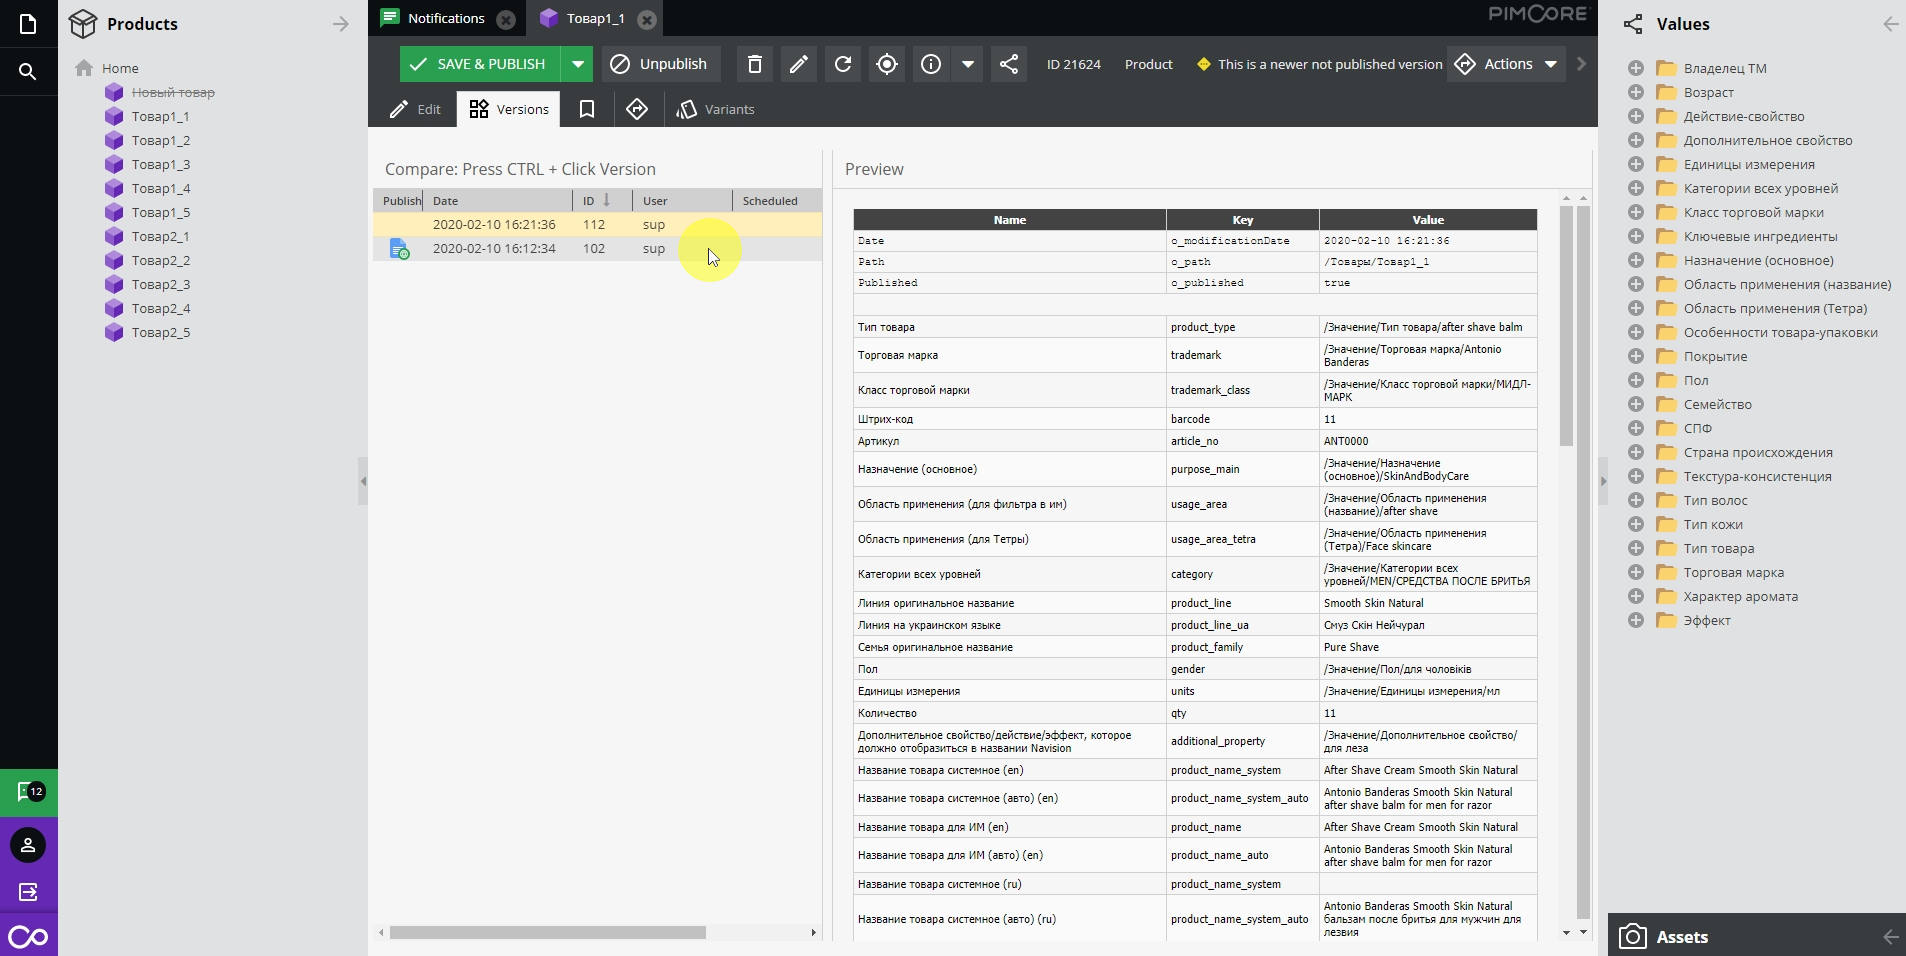 Products
Home
Новый товар
Товар1_1
Товар1_2
Товар1_3
Товар1_4
Товар1_5
Товар2_1
Товар2_2
Товар2_3
Товар2_4
Товар2_5
12
Notifications
Товар1_1
PIMCORE
SAVE & PUBLISH
Unpublish
ID 21624
Product
This is a newer not published version
Actions
Edit
Versions
Variants
Compare: Press CTRL + Click Version
Publish Date ID User Scheduled
2020-02-10 16:21:36 112 sup
2020-02-10 16:12:34 102 sup
Preview
Name Key Value
Date o_modificationDate 2020-02-10 16:21:36
Path o_path /Товары/Товар1_1
Published o_published true
Тип товара product_type /Значение/Тип товара/after shave balm
Торговая марка trademark /Значение/Торговая марка/Antonio
Banderas
Класс торговой марки trademark_class /Значение/Класс торговой марки/МИДЛ-
МАРК
Штрих-код barcode 11
Артикул article_no ANT0000
Назначение (основное) purpose_main /Значение/Назначение
(основное)/SkinAndBodyCare
Область применения (для фильтра в им) usage_area /Значение/Область применения
(название)/after shave
Область применения (для Тетры) usage_area_tetra /Значение/Область применения
(Тетра)/Face skincare
Категории всех уровней category /Значение/Категории всех
уровней/MEN/СРЕДСТВА ПОСЛЕ БРИТЬЯ
Линия оригинальное название product_line Smooth Skin Natural
Линия на украинском языке product_line_ua Смуз Скін Нейчурал
Семья оригинальное название product_family Pure Shave
Пол gender /Значение/Пол/для чоловіків
Единицы измерения units /Значение/Единицы измерения/мл
Количество qty 11
Дополнительное свойство/действие/эффект, которое
должно отобразиться в названии Navision additional_property /Значение/Дополнительное свойство/
для леза
Название товара системное (en) product_name_system After Shave Cream Smooth Skin Natural
Название товара системное (авто) (en) product_name_system_auto Antonio Banderas Smooth Skin Natural
after shave balm for men for razor
Название товара для ИМ (en) product_name After Shave Cream Smooth Skin Natural
Название товара для ИМ (авто) (en) product_name_auto Antonio Banderas Smooth Skin Natural
after shave balm for men for razor
Название товара системное (ru) product_name_system
Название товара системное (авто) (ru) product_name_system_auto Antonio Banderas Smooth Skin Natural
бальзам после бритья для мужчин для
лезвия
Values
Владелец ТМ
Возраст
Действие-свойство
Дополнительное свойство
Единицы измерения
Категории всех уровней
Класс торговой марки
Ключевые ингредиенты
Назначение (основное)
Область применения (название)
Область применения (Тетра)
Особенности товара-упаковки
Покрытие
Пол
Семейство
СПФ
Страна происхождения
Текстура-консистенция
Тип волос
Тип кожи
Тип товара
Торговая марка
Характер аромата
Эффект
Assets